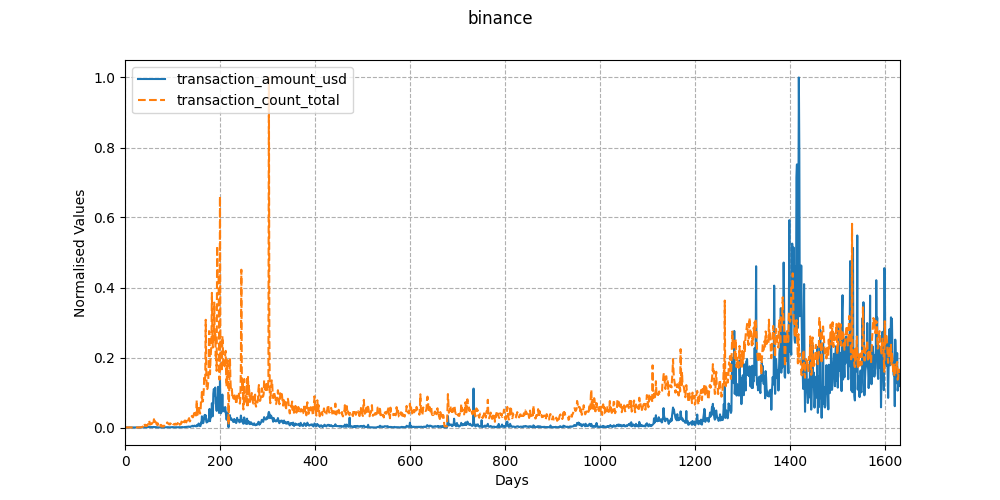 binance
transaction_amount_usd
transaction_count_total
1.0
0.8
0.6
0.4
0.2
0.0
Normalised Values
0 200 400 600 800 1000 1200 1400 1600
Days